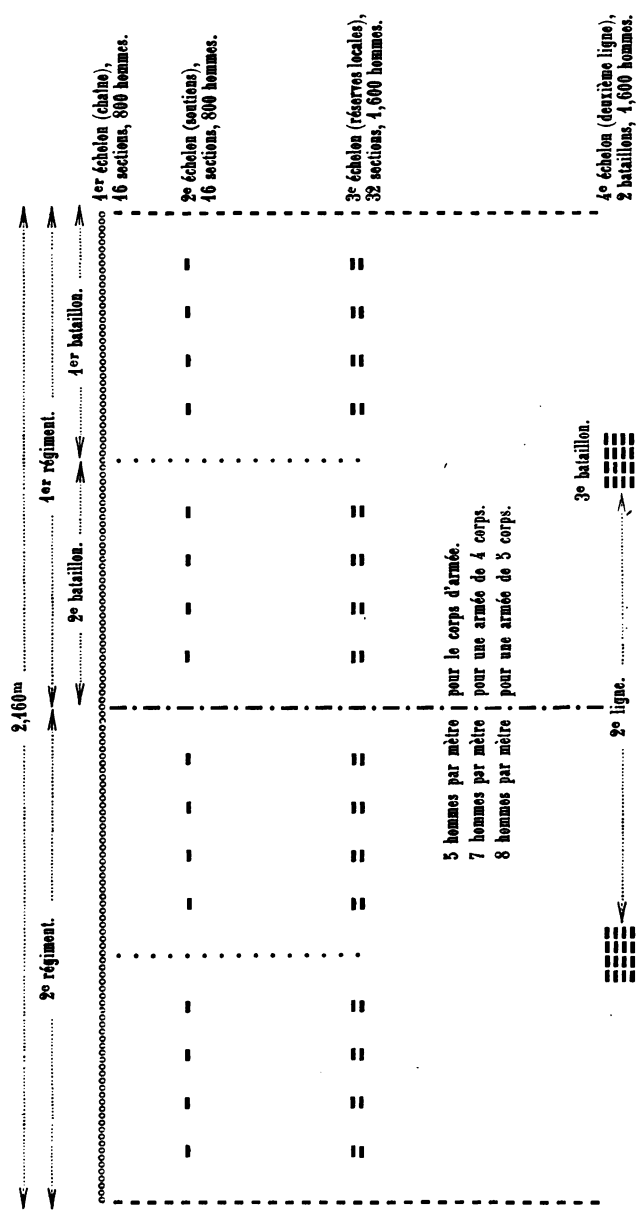 2,160m
2e régiment.
1er régiment.
2e bataillon.
1er bataillon.
1er échelon (chaîne),
16 sections, 800 hommes.
2e échelon (soutiens),
16 sections, 800 hommes.
3e échelon (réserves locales),
32 sections, 1,600 hommes.
5 hommes par mètre pour le corps d'armée.
7 hommes par mètre pour une armée de 4 corps.
8 hommes par mètre pour une armée de 5 corps.
3e bataillon.
2e ligne.
4e échelon (deuxième ligne),
2 bataillons, 1,600 hommes.